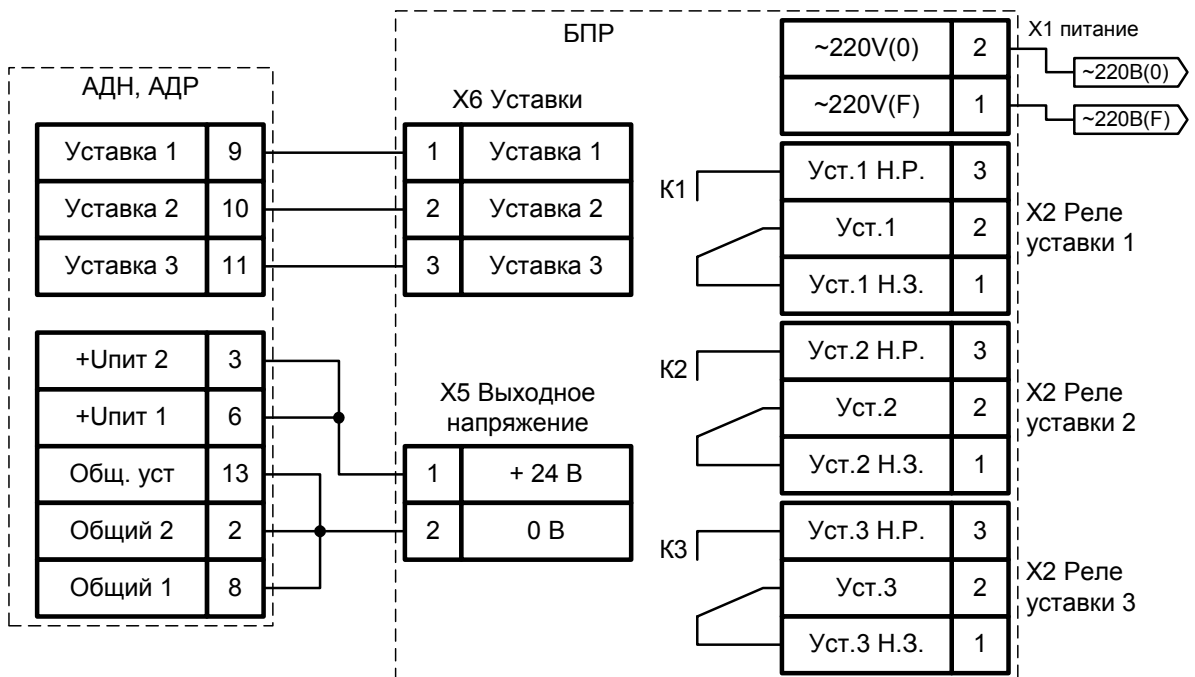 БПР
АДН, АДР
Уставка 1 9
Уставка 2 10
Уставка 3 11
+Uпит 2 3
+Uпит 1 6
Общ. уст 13
Общий 2 2
Общий 1 8
X6 Уставки
1 Уставка 1
2 Уставка 2
3 Уставка 3
X5 Выходное
напряжение
1 + 24 В
2 0 В
~220V(0) 2
~220V(F) 1
X1 питание
~220В(0)
~220В(F)
К1
Уст.1 Н.Р. 3
Уст.1 2
Уст.1 Н.З. 1
X2 Реле
уставки 1
К2
Уст.2 Н.Р. 3
Уст.2 2
Уст.2 Н.З. 1
X2 Реле
уставки 2
К3
Уст.3 Н.Р. 3
Уст.3 2
Уст.3 Н.З. 1
X2 Реле
уставки 3